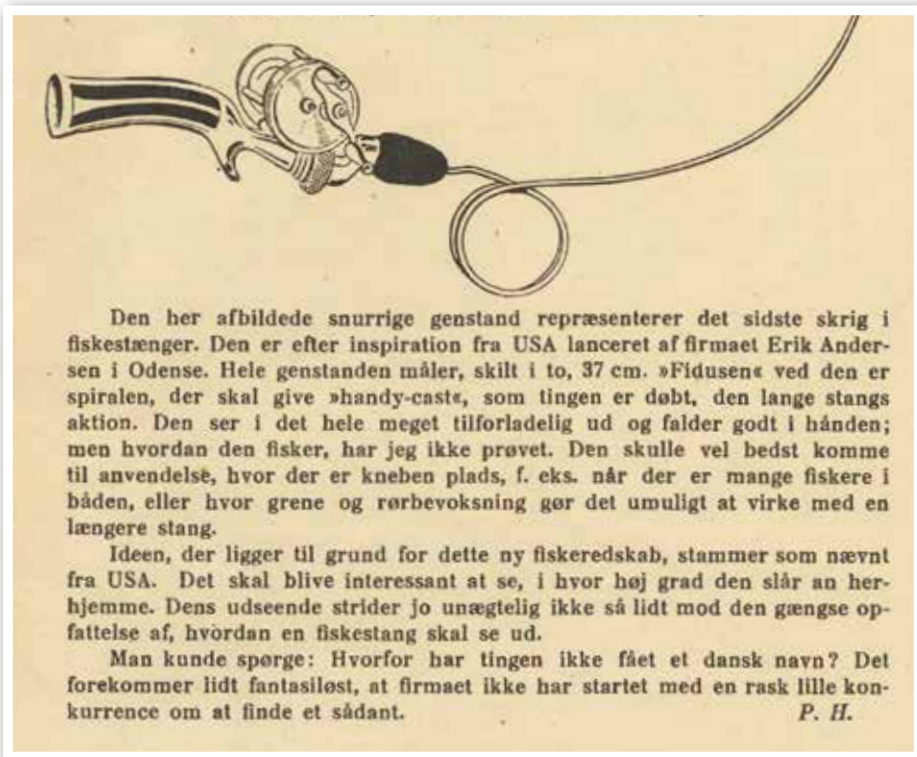 Den her afbildede snurrige genstand repræsenterer det sidste skrig i
fiskestænger. Den er efter inspiration fra USA lanceret af firmaet Erik Ander-
sen i Odense. Hele genstanden måler, skilt i to, 37 cm. »Fidusen« ved den er
spiralen, der skal give »handy-cast«, som tingen er døbt, den lange stangs
aktion. Den ser i det hele meget tilforladelig ud og falder godt i hånden;
men hvordan den fisker, har jeg ikke prøvet. Den skulle vel bedst komme
til anvendelse, hvor der er kneben plads, f. eks. når der er mange fiskere i
båden, eller hvor grene og rørbevoksning gør det umuligt at virke med en
længere stang.
Ideen, der ligger til grund for dette ny fiskeredskab, stammer som nævnt
fra USA. Det skal blive interessant at se, i hvor høj grad den slår an her-
hjemme. Dens udseende strider jo unægtelig ikke så lidt mod den gængse op-
fattelse af, hvordan en fiskestang skal se ud.
Man kunde spørge: Hvorfor har tingen ikke fået et dansk navn? Det
forekommer lidt fantasiløst, at firmaet ikke har startet med en rask lille kon-
kurrence om at finde et sådant. P. H.